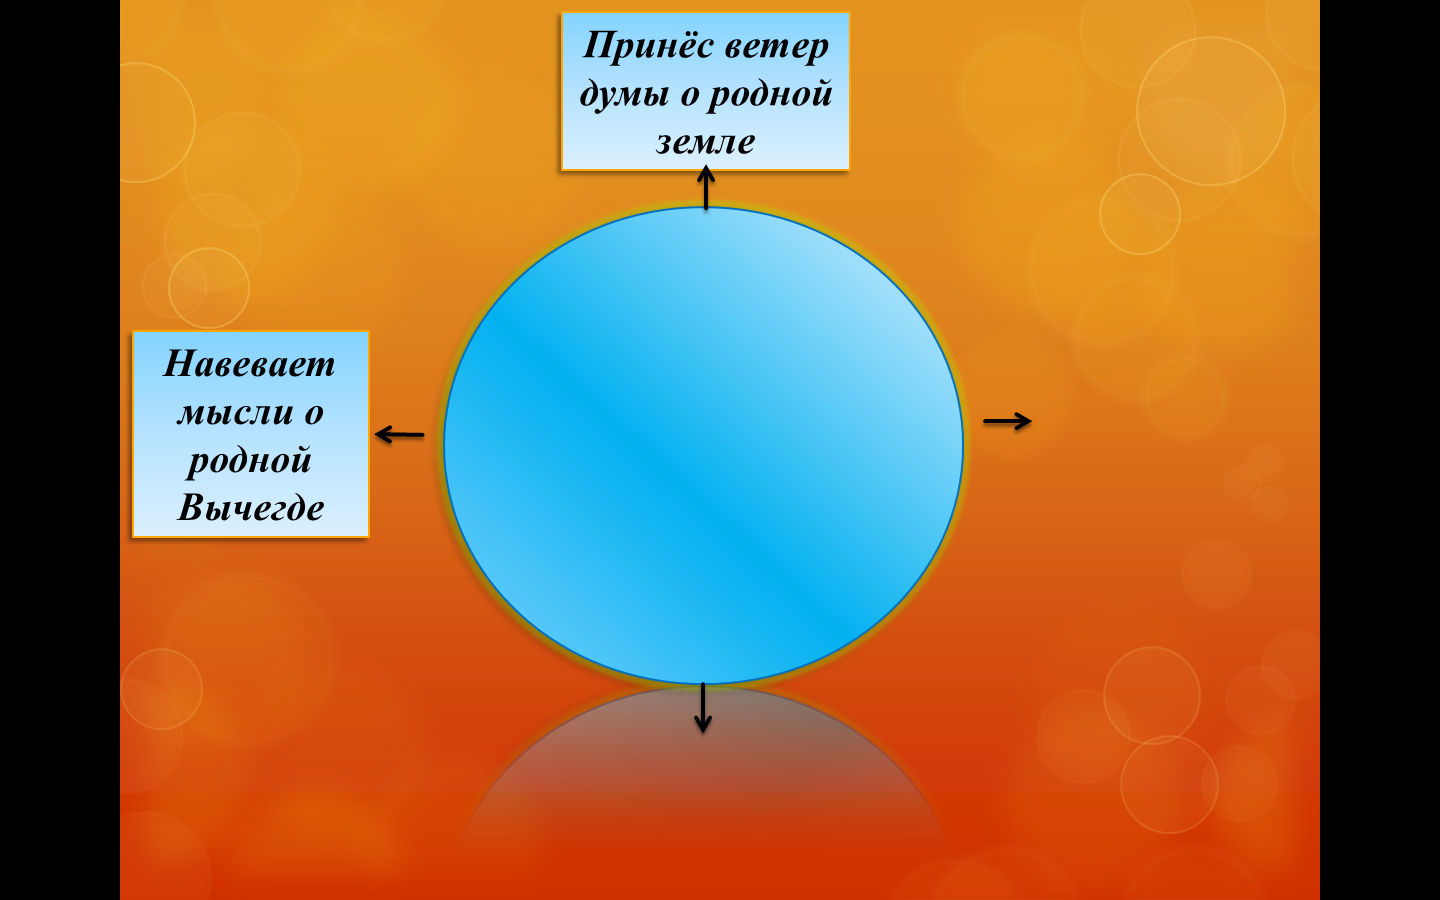 Принёс ветер
думы о родной
земле
Навевает
мысли о
родной
Вычегде